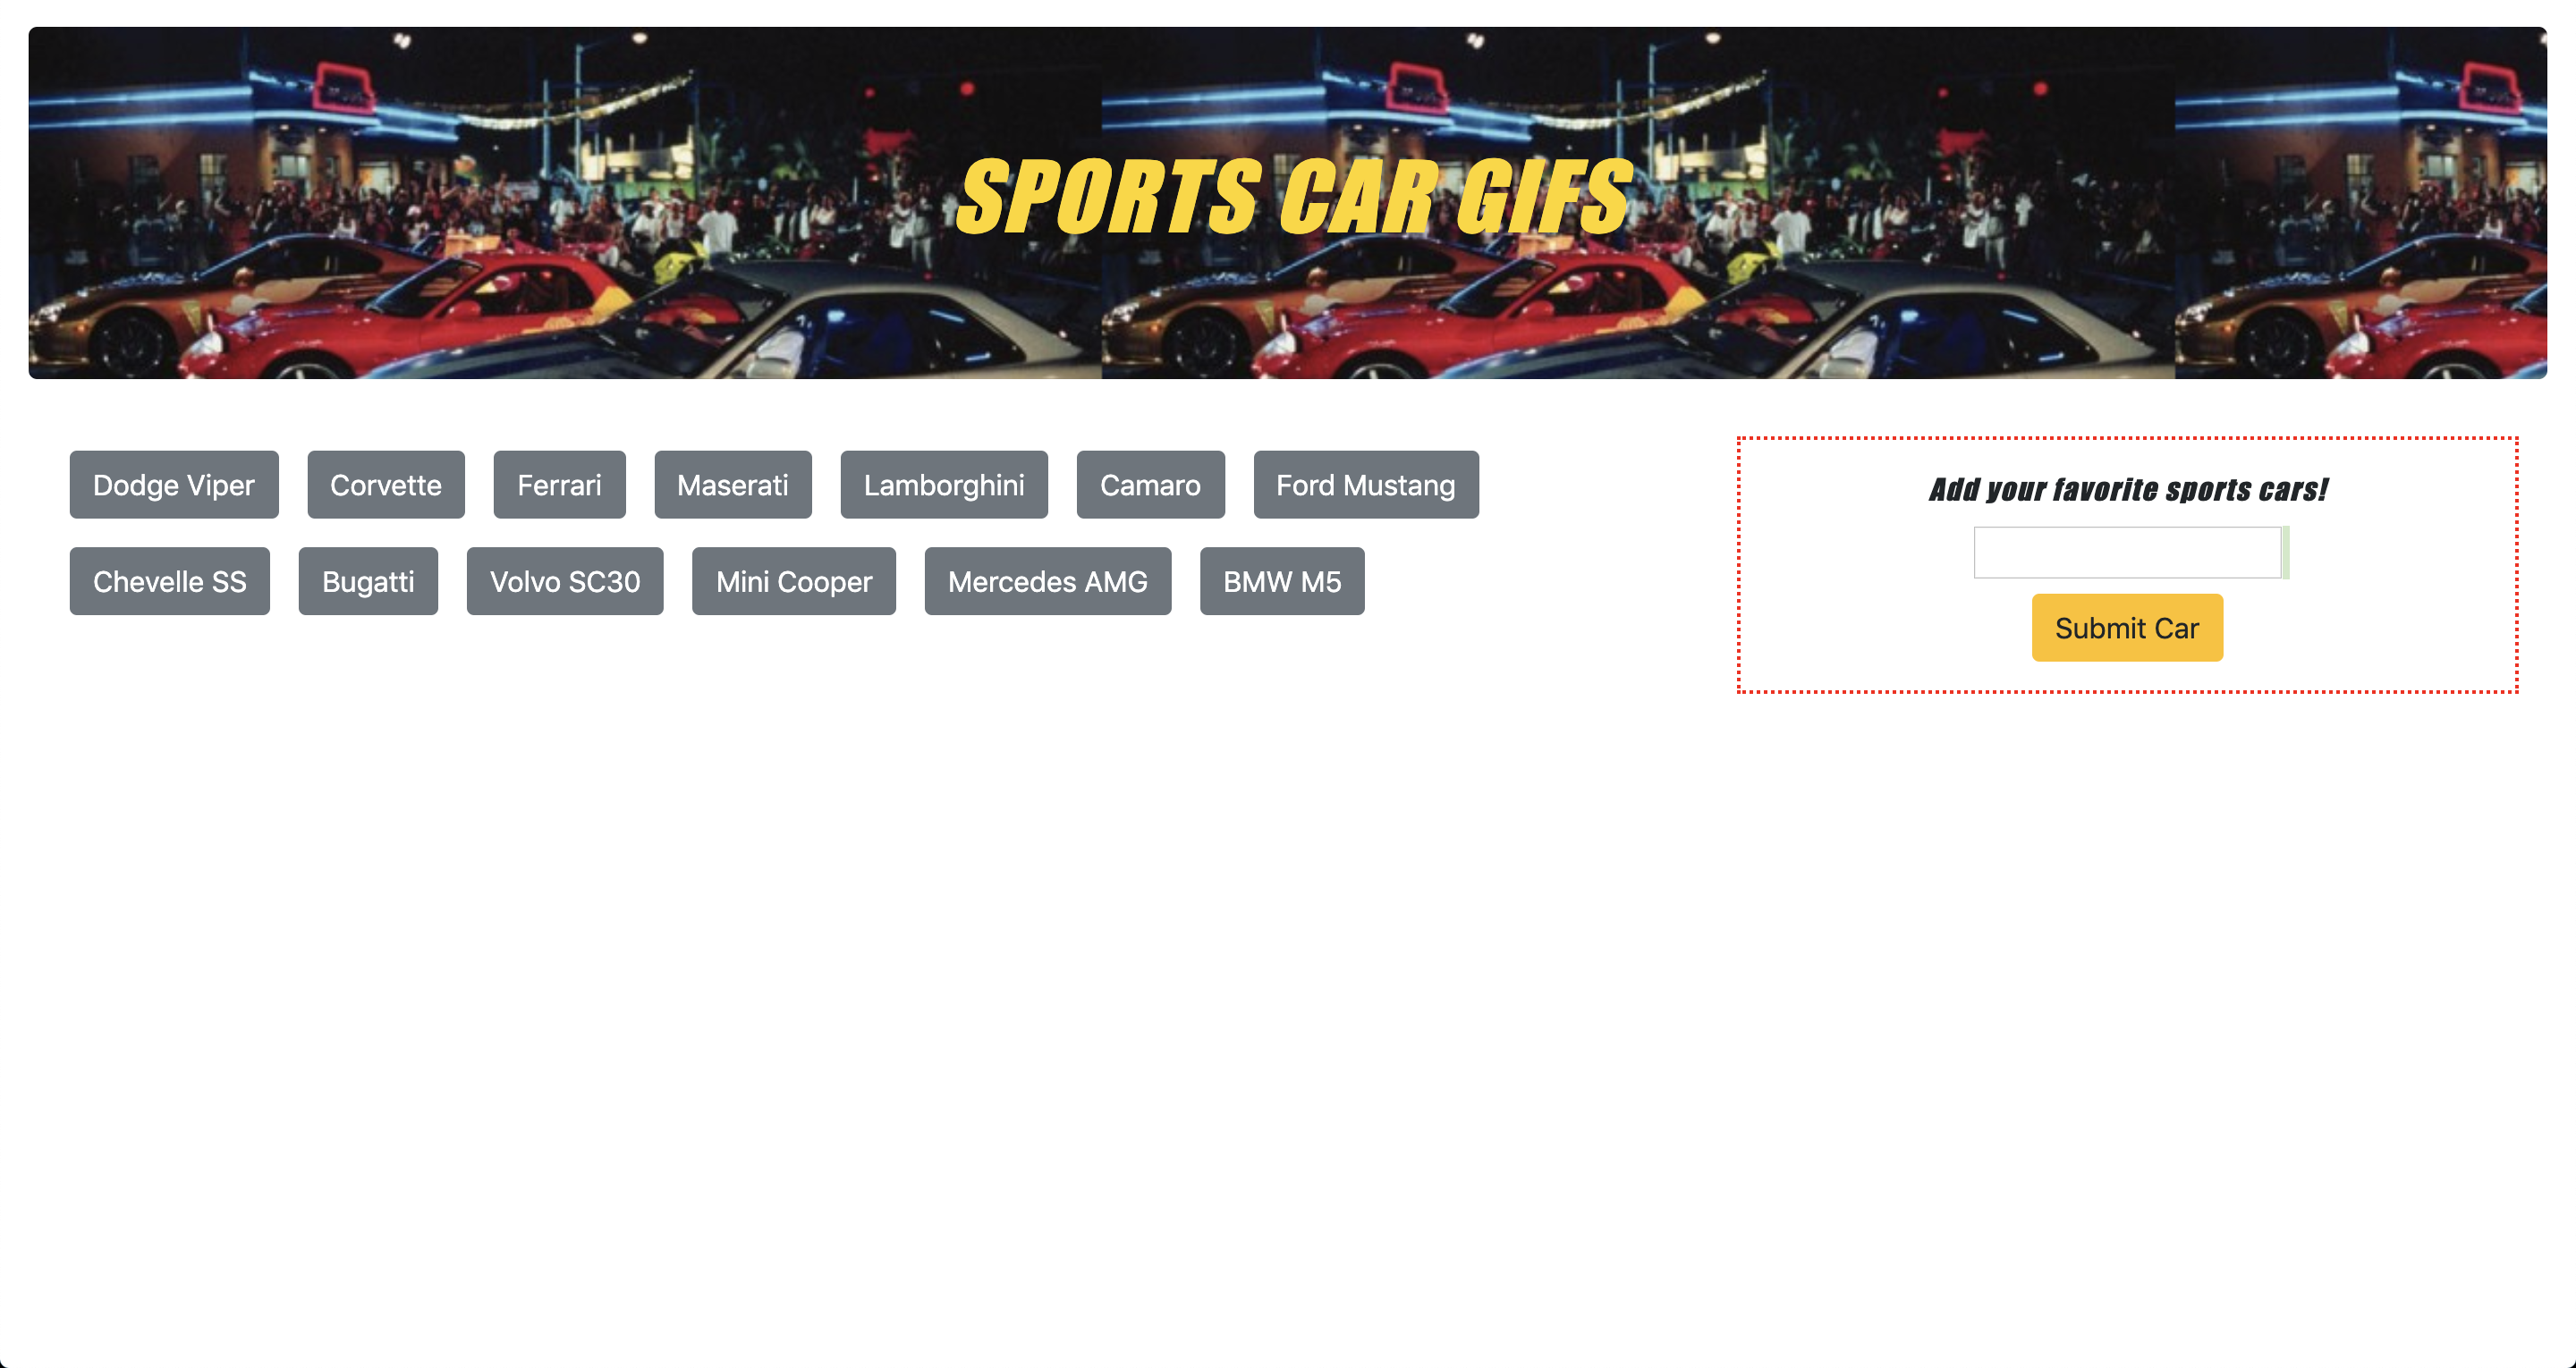 SPORTS CAR GIFS
Dodge Viper Corvette Ferrari Maserati Lamborghini Camaro Ford Mustang
Chevelle SS Bugatti Volvo SC30 Mini Cooper Mercedes AMG BMW M5
Add your favorite sports cars!
Submit Car